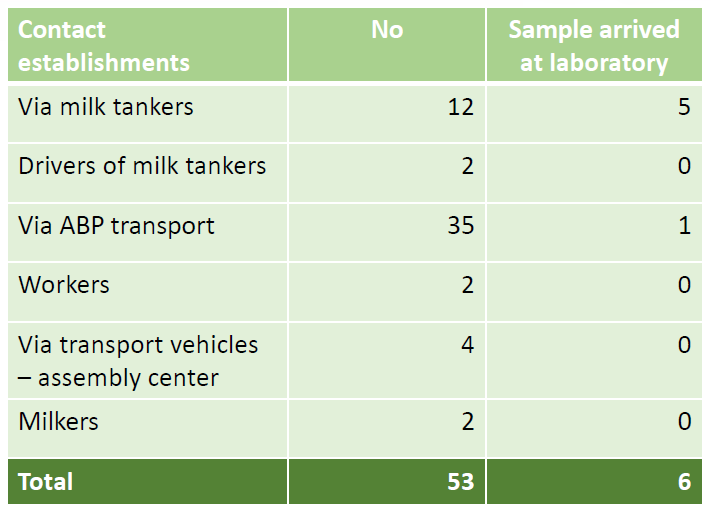 Contact establishments No Sample arrived at laboratory
Via milk tankers 12 5
Drivers of milk tankers 2 0
Via ABP transport 35 1
Workers 2 0
Via transport vehicles – assembly center 4 0
Milkers 2 0
Total 53 6